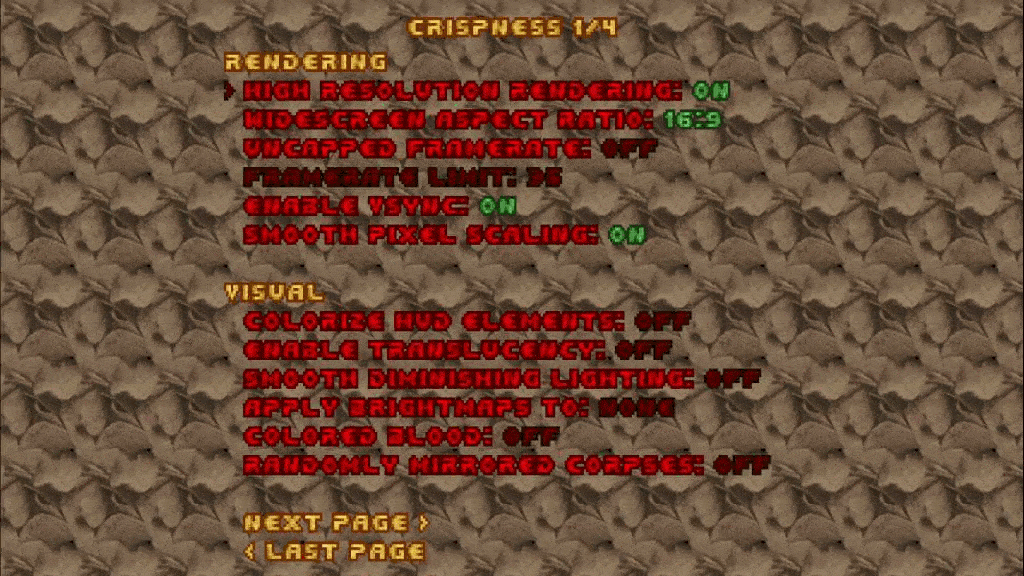 CRISPNESS 1/4
RENDERING
> HIGH RESOLUTION RENDERING: ON
WIDESCREEN ASPECT RATIO: 16:9
UNCAPPED FRAMERATE: OFF
FRAMERATE LIMIT: 35
ENABLE VSYNC: ON
SMOOTH PIXEL SCALING: ON
VISUAL
COLORIZE HUD ELEMENTS: OFF
ENABLE TRANSLUCENCY: OFF
SMOOTH DIMINISHING LIGHTING: OFF
APPLY BRIGHTMAPS TO: NONE
COLORED BLOOD: OFF
RANDOMLY MIRRORED CORPSES: OFF
NEXT PAGE >
< LAST PAGE